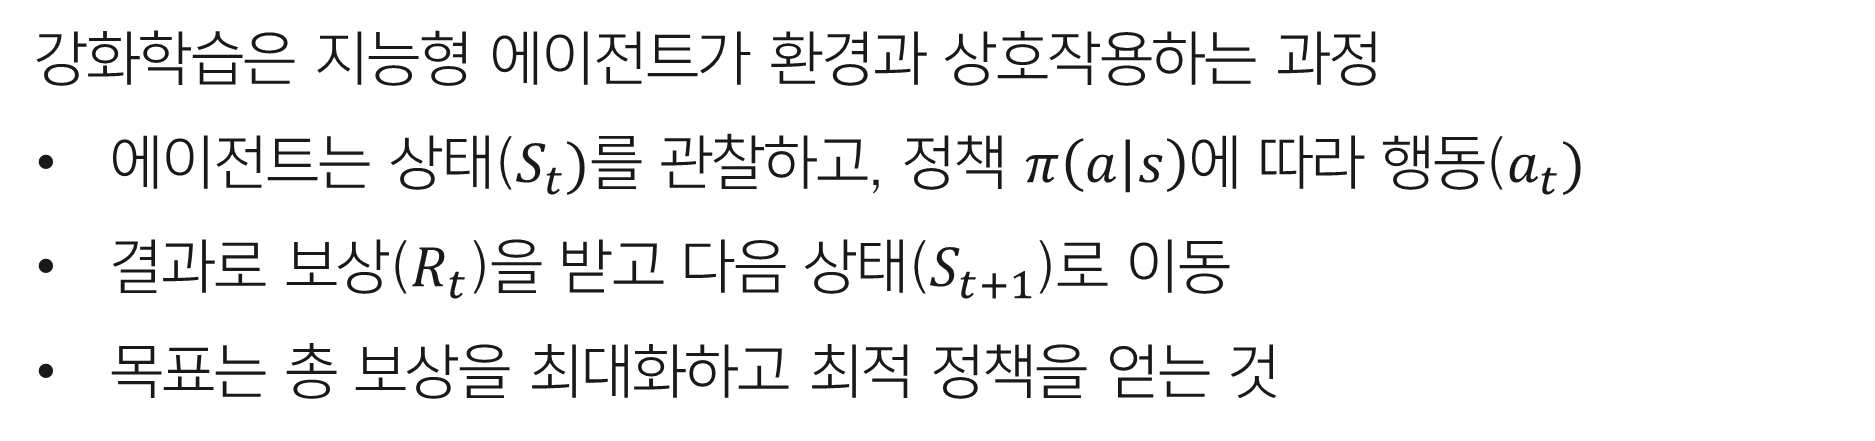 강화학습은 지능형 에이전트가 환경과 상호작용하는 과정
• 에이전트는 상태($S_t$)를 관찰하고, 정책 $\pi(a|s)$에 따라 행동($a_t$)
• 결과로 보상($R_t$)을 받고 다음 상태($S_{t+1}$)로 이동
• 목표는 총 보상을 최대화하고 최적 정책을 얻는 것